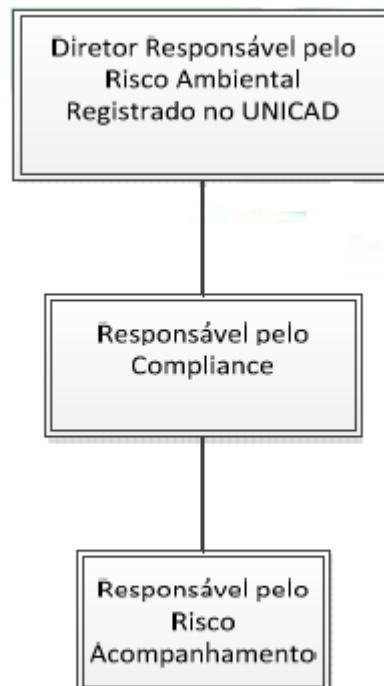 Diretor Responsável pelo
Risco Ambiental
Registrado no UNICAD
Responsável pelo
Compliance
Responsável pelo
Risco
Acompanhamento